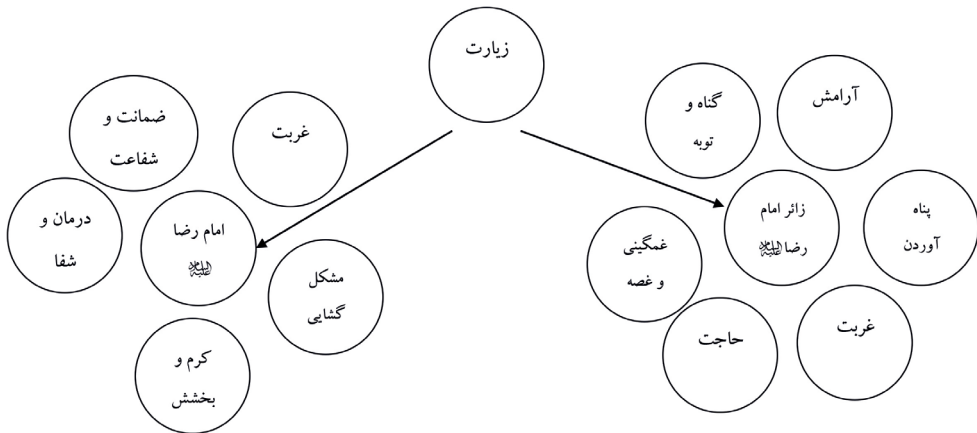 زیارت
آرامش
گناه و
توبه
پناه
آوردن
زائر امام
رضا علیه السلام
غمگینی
و غصه
غربت
حاجت
غربت
ضمانت و
شفاعت
امام رضا
علیه السلام
درمان و
شفا
مشکل
گشایی
کرم و
بخشش